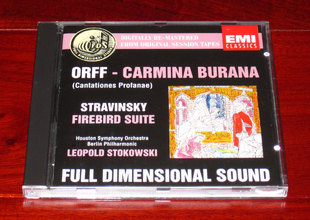 DIGITALLY RE-MASTERED
FROM ORIGINAL SESSION TAPES
EMI
CLASSICS
ORFF - CARMINA BURANA
(Cantationes Profanae)
STRAVINSKY
FIREBIRD SUITE
Houston Symphony Orchestra
Berlin Philharmonic
LEOPOLD STOKOWSKI
FULL DIMENSIONAL SOUND